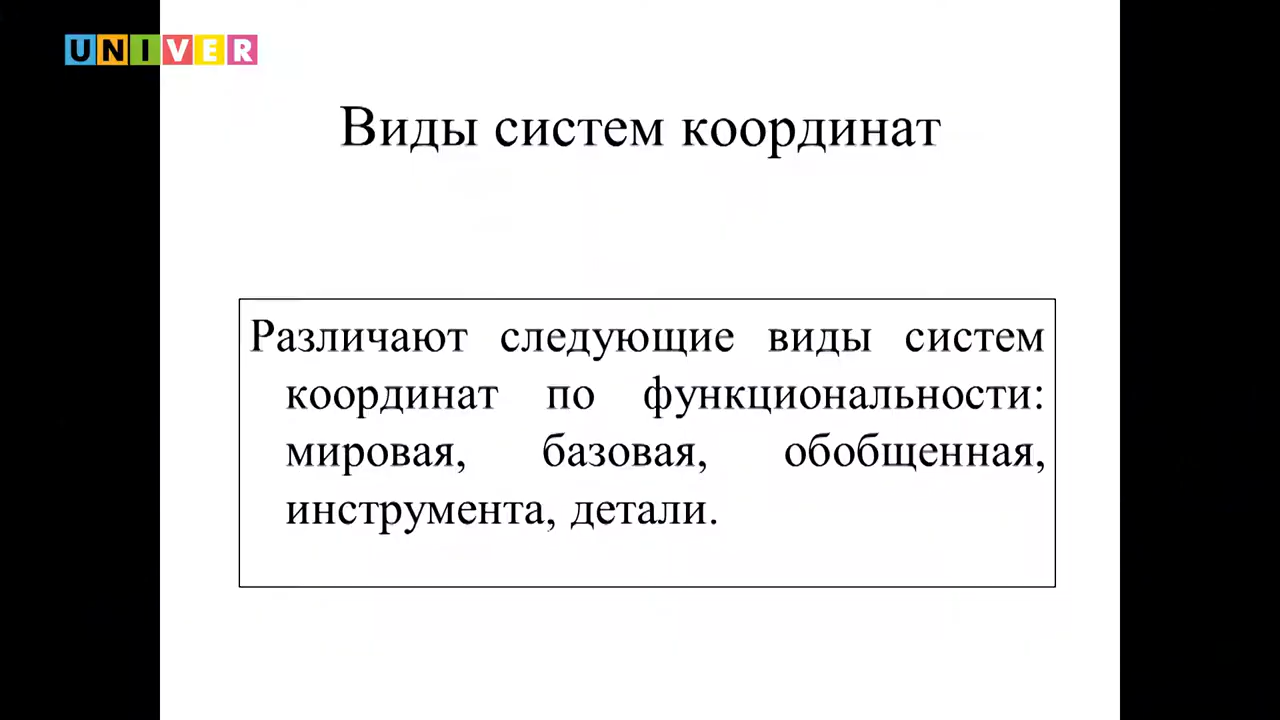 UNIVER
Виды систем координат
Различают следующие виды систем
координат по функциональности:
мировая, базовая, обобщенная,
инструмента, детали.